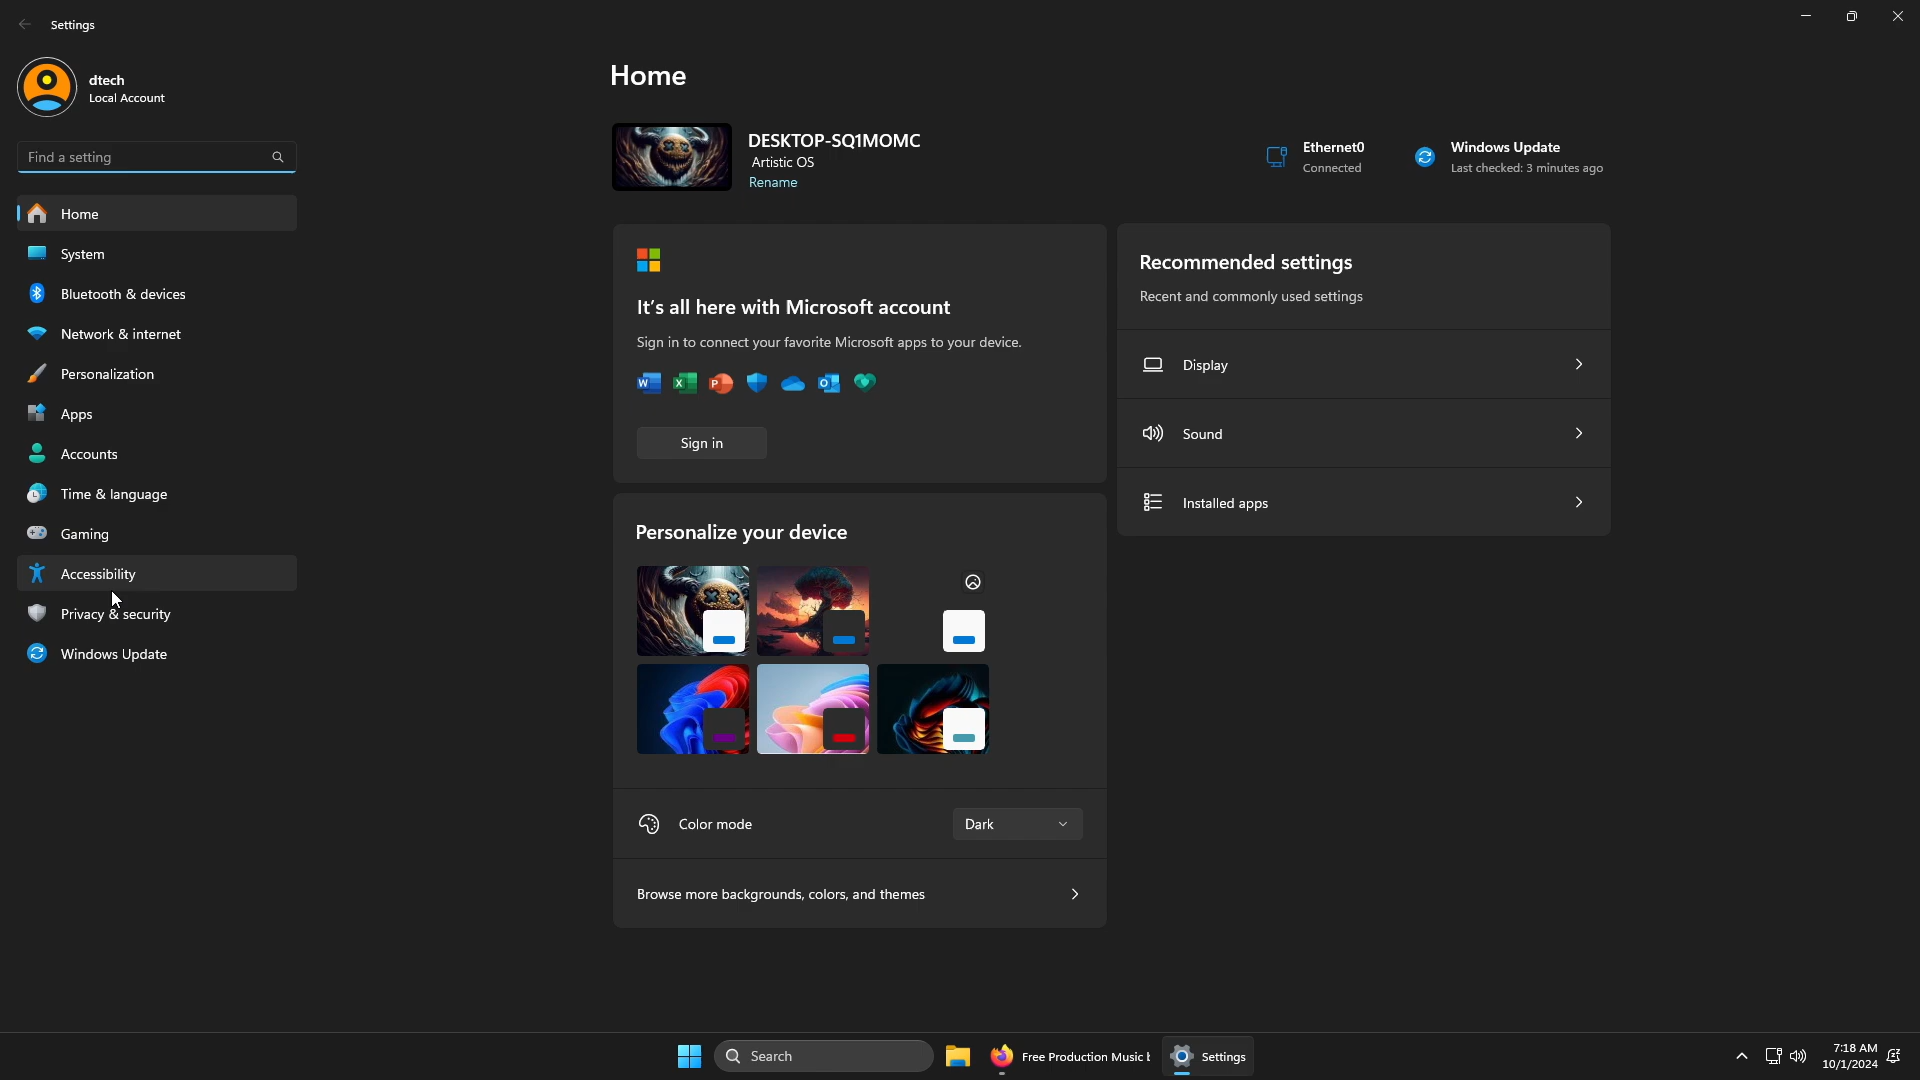 Settings
dtech
Local Account
Find a setting
Home
System
Bluetooth & devices
Network & internet
Personalization
Apps
Accounts
Time & language
Gaming
Accessibility
Privacy & security
Windows Update
Home
DESKTOP-SQ1MOMC
Artistic OS
Rename
Ethernet0
Connected
Windows Update
Last checked: 3 minutes ago
It's all here with Microsoft account
Sign in to connect your favorite Microsoft apps to your device.
Sign in
Personalize your device
Color mode
Dark
Browse more backgrounds, colors, and themes
Recommended settings
Recent and commonly used settings
Display
Sound
Installed apps
Search
Free Production Music
Settings
7:18 AM
10/1/2024